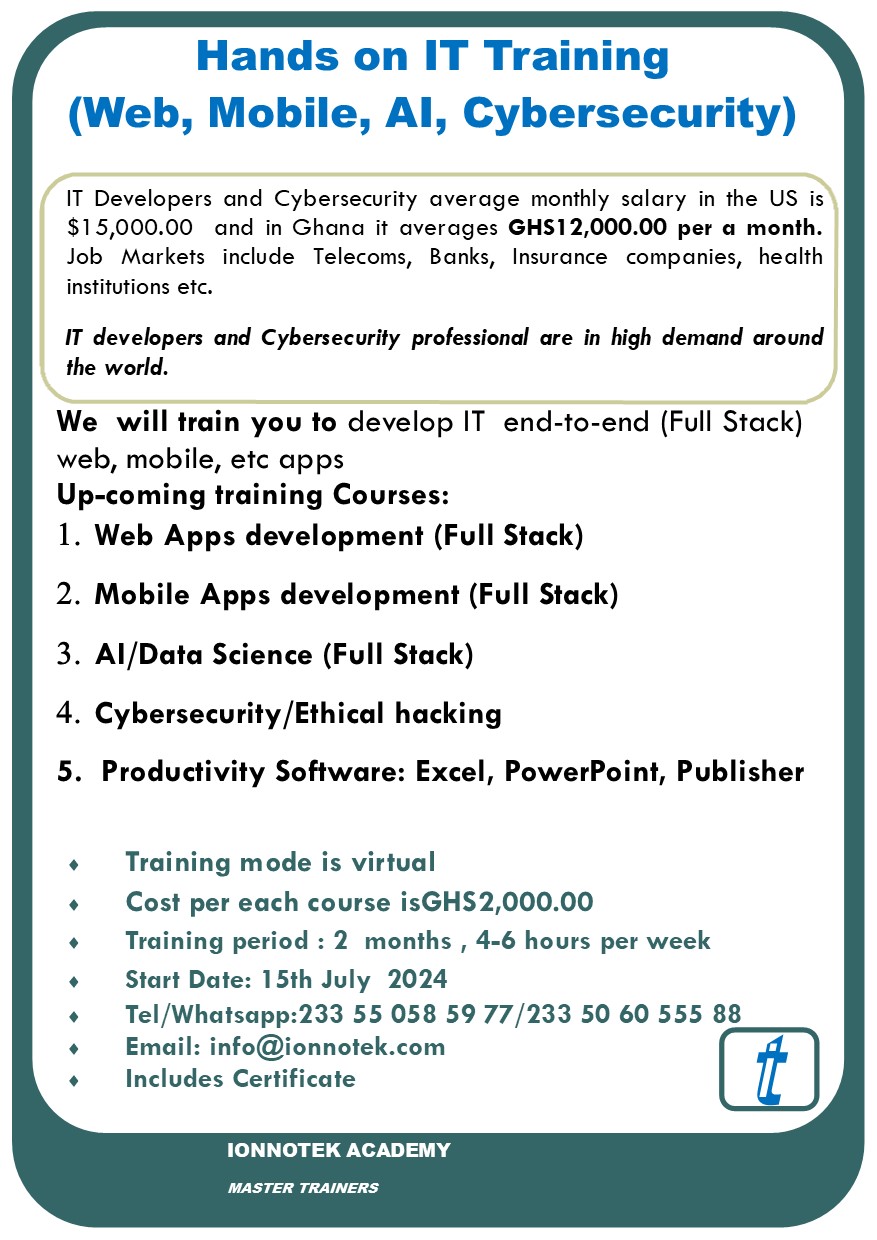 Hands on IT Training
(Web, Mobile, AI, Cybersecurity)
IT Developers and Cybersecurity average monthly salary in the US is
$15,000.00 and in Ghana it averages GHS12,000.00 per a month.
Job Markets include Telecoms, Banks, Insurance companies, health
institutions etc.
IT developers and Cybersecurity professional are in high demand around
the world.
We will train you to develop IT end-to-end (Full Stack)
web, mobile, etc apps
Up-coming training Courses:
1. Web Apps development (Full Stack)
2. Mobile Apps development (Full Stack)
3. AI/Data Science (Full Stack)
4. Cybersecurity/Ethical hacking
5. Productivity Software: Excel, PowerPoint, Publisher
♦ Training mode is virtual
♦ Cost per each course isGHS2,000.00
♦ Training period : 2 months , 4-6 hours per week
♦ Start Date: 15th July 2024
♦ Tel/Whatsapp:233 55 058 59 77/233 50 60 555 88
♦ Email: info@ionnotek.com
♦ Includes Certificate
t
IONNOTEK ACADEMY
MASTER TRAINERS